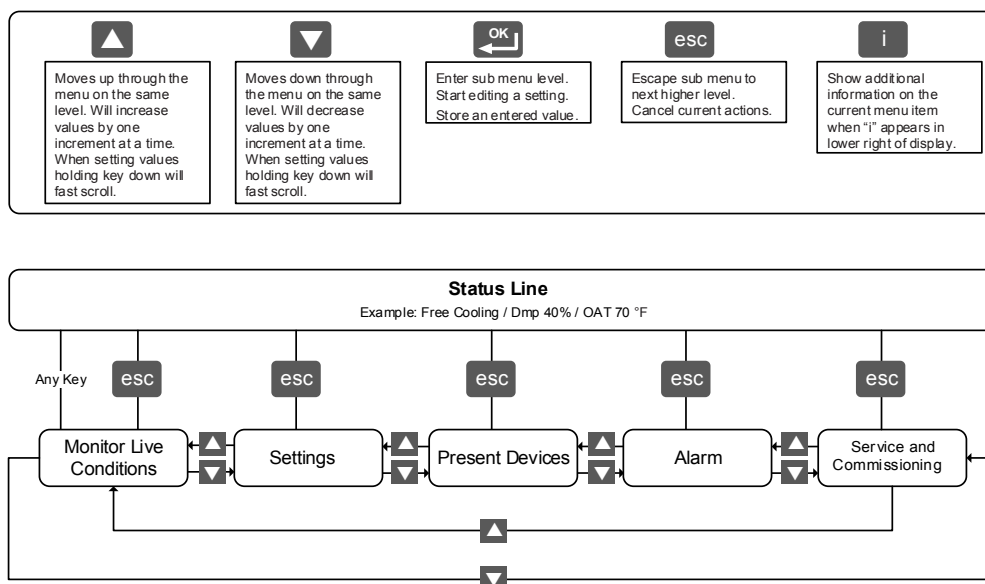 OK
esc
i
Moves up through the
menu on the same
level. Will increase
values by one
increment at a time.
When setting values
holding key down will
fast scroll.
Moves down through
the menu on the same
level. Will decrease
values by one
increment at a time.
When setting values
holding key down will
fast scroll.
Enter sub menu level.
Start editing a setting.
Store an entered value.
Escape sub menu to
next higher level.
Cancel current actions.
Show additional
information on the
current menu item
when “i” appears in
lower right of display.
Status Line
Example: Free Cooling / Dmp 40% / OAT 70 °F
Any Key
esc
esc
esc
esc
esc
Monitor Live
Conditions
Settings
Present Devices
Alarm
Service and
Commissioning